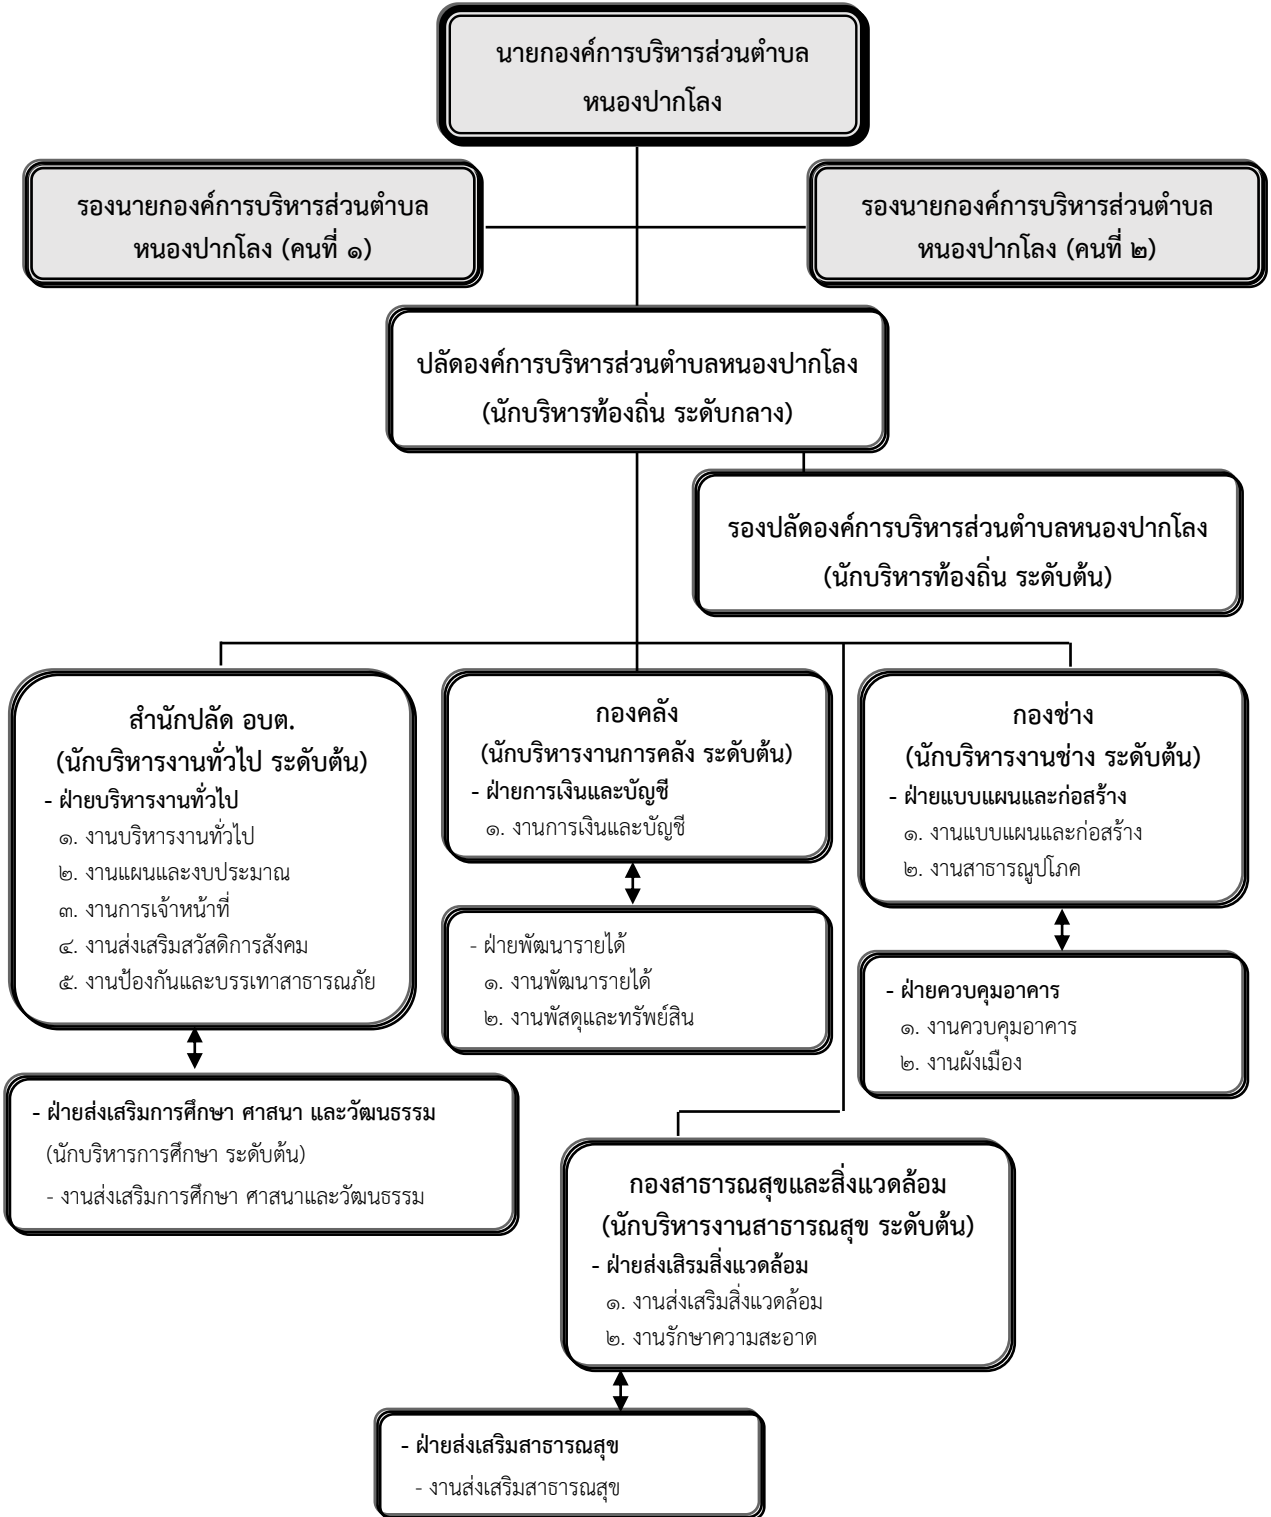 นายกองค์การบริหารส่วนตำบล
หนองปากโลง
รองนายกองค์การบริหารส่วนตำบล
หนองปากโลง (คนที่ ๑)
รองนายกองค์การบริหารส่วนตำบล
หนองปากโลง (คนที่ ๒)
ปลัดองค์การบริหารส่วนตำบลหนองปากโลง
(นักบริหารท้องถิ่น ระดับกลาง)
รองปลัดองค์การบริหารส่วนตำบลหนองปากโลง
(นักบริหารท้องถิ่น ระดับต้น)
สำนักปลัด อบต.
(นักบริหารงานทั่วไป ระดับต้น)
- ฝ่ายบริหารงานทั่วไป
๑. งานบริหารงานทั่วไป
๒. งานแผนและงบประมาณ
๓. งานการเจ้าหน้าที่
๔. งานส่งเสริมสวัสดิการสังคม
๕. งานป้องกันและบรรเทาสาธารณภัย
- ฝ่ายส่งเสริมการศึกษา ศาสนา และวัฒนธรรม
(นักบริหารการศึกษา ระดับต้น)
- งานส่งเสริมการศึกษา ศาสนาและวัฒนธรรม
กองคลัง
(นักบริหารงานการคลัง ระดับต้น)
- ฝ่ายการเงินและบัญชี
๑. งานการเงินและบัญชี
- ฝ่ายพัฒนารายได้
๑. งานพัฒนารายได้
๒. งานพัสดุและทรัพย์สิน
กองช่าง
(นักบริหารงานช่าง ระดับต้น)
- ฝ่ายแบบแผนและก่อสร้าง
๑. งานแบบแผนและก่อสร้าง
๒. งานสาธารณูปโภค
- ฝ่ายควบคุมอาคาร
๑. งานควบคุมอาคาร
๒. งานผังเมือง
กองสาธารณสุขและสิ่งแวดล้อม
(นักบริหารงานสาธารณสุข ระดับต้น)
- ฝ่ายส่งเสิรมสิ่งแวดล้อม
๑. งานส่งเสริมสิ่งแวดล้อม
๒. งานรักษาความสะอาด
- ฝ่ายส่งเสริมสาธารณสุข
- งานส่งเสริมสาธารณสุข